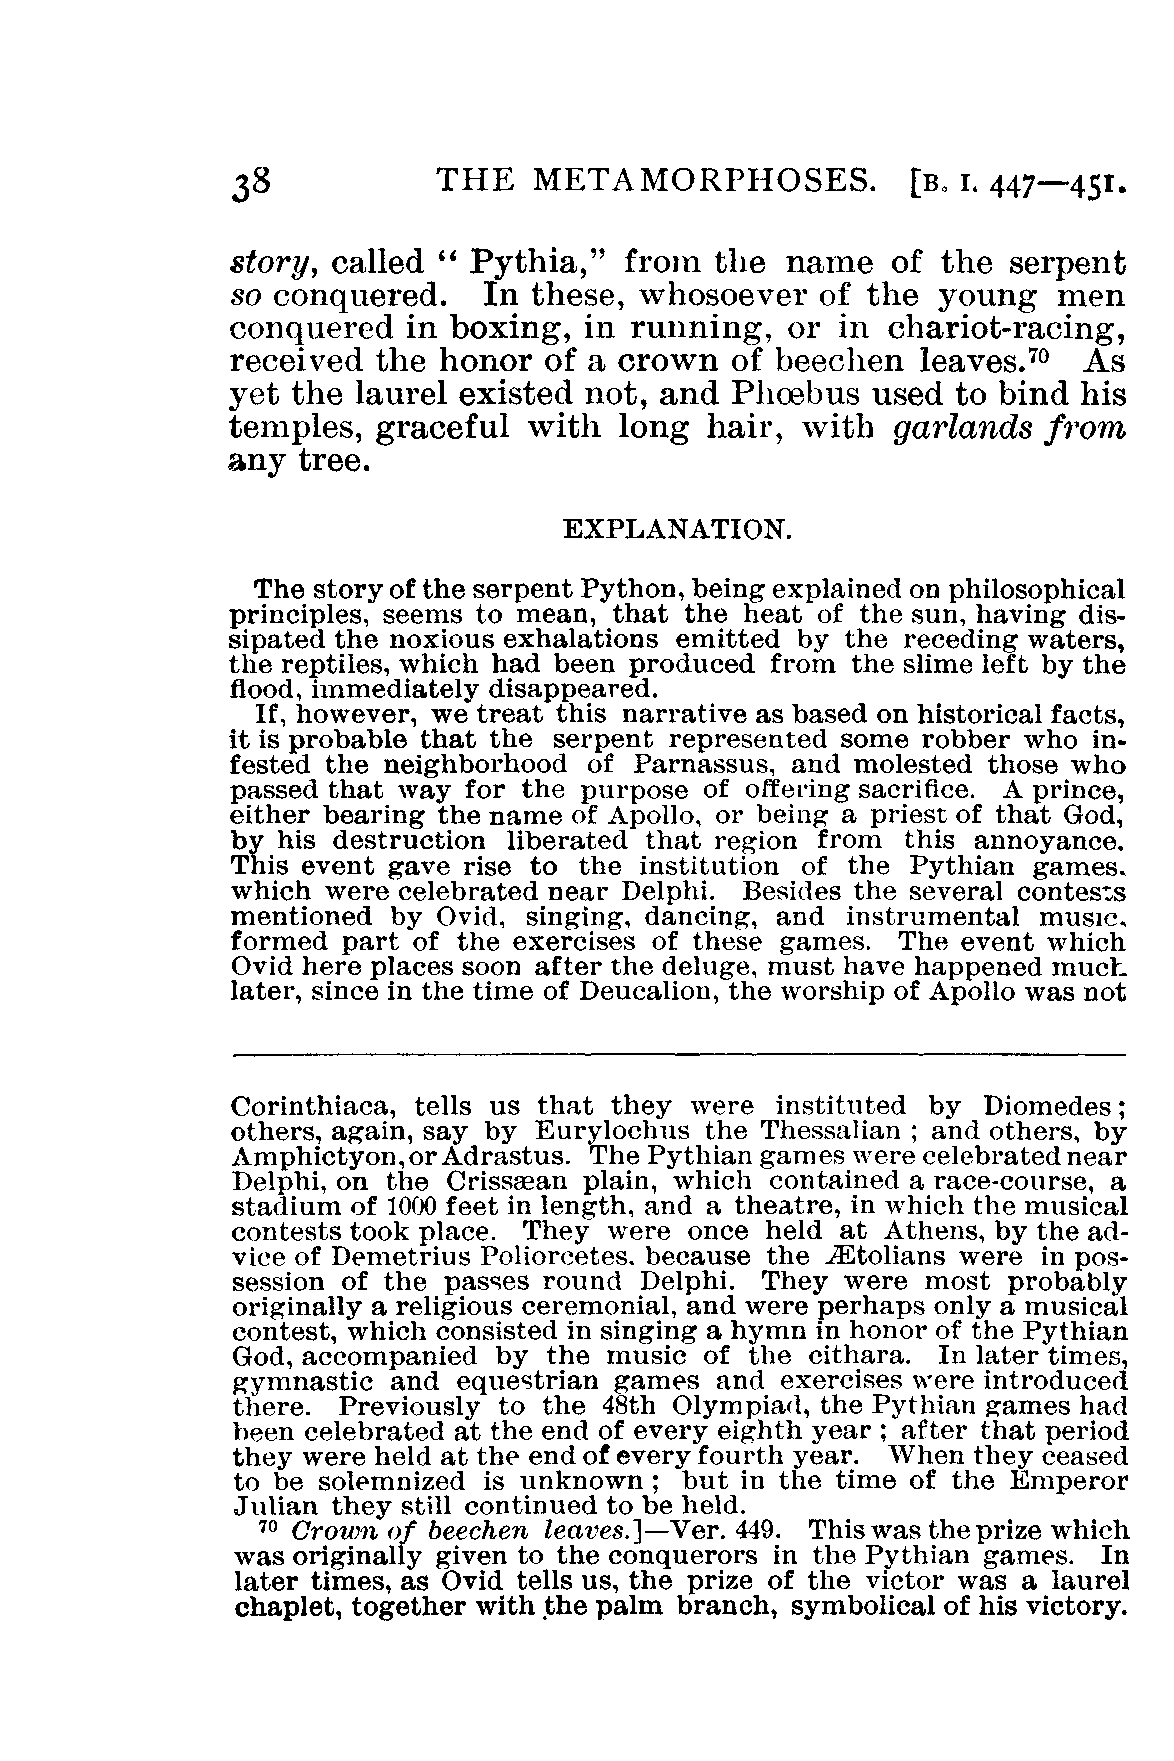 38 THE METAMORPHOSES. [B. I. 447—451.
story, called “ Pythia,” from the name of the serpent
so conquered. In these, whosoever of the young men
conquered in boxing, in running, or in chariot-racing,
received the honor of a crown of beechen leaves.⁷⁰ As
yet the laurel existed not, and Phœbus used to bind his
temples, graceful with long hair, with garlands from
any tree.
EXPLANATION.
The story of the serpent Python, being explained on philosophical
principles, seems to mean, that the heat of the sun, having dis-
sipated the noxious exhalations emitted by the receding waters,
the reptiles, which had been produced from the slime left by the
flood, immediately disappeared.
If, however, we treat this narrative as based on historical facts,
it is probable that the serpent represented some robber who in-
fested the neighborhood of Parnassus, and molested those who
passed that way for the purpose of offering sacrifice. A prince,
either bearing the name of Apollo, or being a priest of that God,
by his destruction liberated that region from this annoyance.
This event gave rise to the institution of the Pythian games.
which were celebrated near Delphi. Besides the several contests
mentioned by Ovid, singing, dancing, and instrumental music,
formed part of the exercises of these games. The event which
Ovid here places soon after the deluge, must have happened much
later, since in the time of Deucalion, the worship of Apollo was not
Corinthiaca, tells us that they were instituted by Diomedes ;
others, again, say by Eurylochus the Thessalian ; and others, by
Amphictyon, or Adrastus. The Pythian games were celebrated near
Delphi, on the Crissæan plain, which contained a race-course, a
stadium of 1000 feet in length, and a theatre, in which the musical
contests took place. They were once held at Athens, by the ad-
vice of Demetrius Poliorcetes, because the Ætolians were in pos-
session of the passes round Delphi. They were most probably
originally a religious ceremonial, and were perhaps only a musical
contest, which consisted in singing a hymn in honor of the Pythian
God, accompanied by the music of the cithara. In later times,
gymnastic and equestrian games and exercises were introduced
there. Previously to the 48th Olympiad, the Pythian games had
been celebrated at the end of every eighth year ; after that period
they were held at the end of every fourth year. When they ceased
to be solemnized is unknown ; but in the time of the Emperor
Julian they still continued to be held.
⁷⁰ Crown of beechen leaves.]—Ver. 449. This was the prize which
was originally given to the conquerors in the Pythian games. In
later times, as Ovid tells us, the prize of the victor was a laurel
chaplet, together with the palm branch, symbolical of his victory.